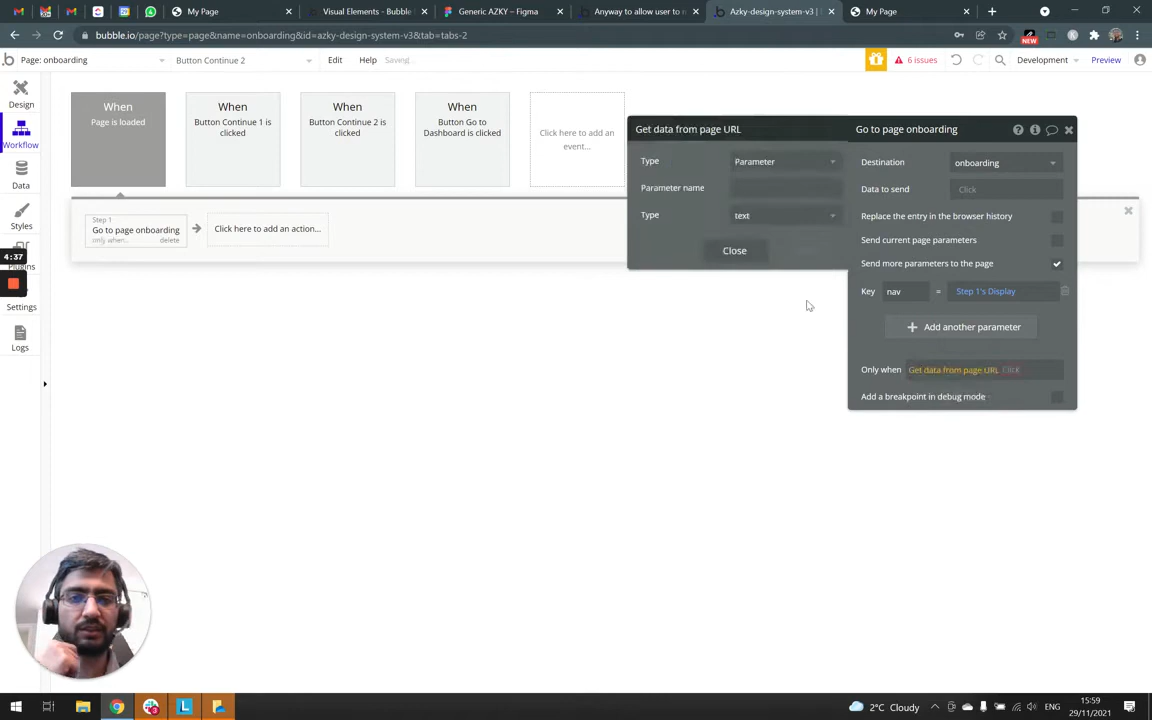 My Page
Visual Elements - Bubble
Generic AZKY – Figma
Anyway to allow user to n
Azky-design-system-v3 |
My Page
bubble.io/page?type=page&name=onboarding&id=azky-design-system-v3&tab=tabs-2
NEW
Page: onboarding
Button Continue 2
Edit
Help
Saving
6 issues
Development
Preview
Design
Workflow
Data
Styles
Plugins
Settings
Logs
4:37
When
Page is loaded
When
Button Continue 1 is
clicked
When
Button Continue 2 is
clicked
When
Button Go to
Dashboard is clicked
Click here to add an
event...
Step 1
Go to page onboarding
only when...
delete
Click here to add an action...
Get data from page URL
Type
Parameter
Parameter name
Type
text
Close
Go to page onboarding
Destination
onboarding
Data to send
Click
Replace the entry in the browser history
Send current page parameters
Send more parameters to the page
Key
nav
=
Step 1's Display
Add another parameter
Only when
Get data from page URL Click
Add a breakpoint in debug mode
2°C Cloudy
ENG
15:59
29/11/2021